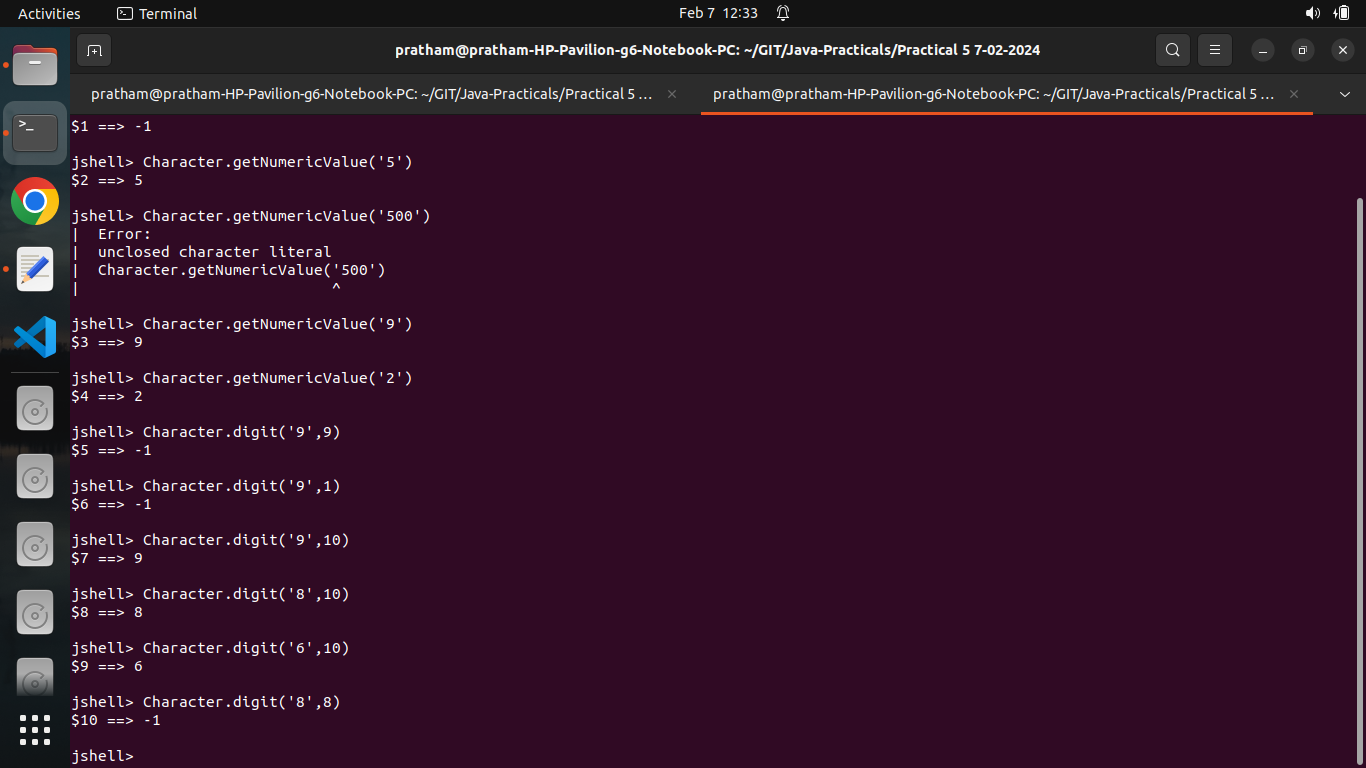 Activities
Terminal
Feb 7 12:33
pratham@pratham-HP-Pavilion-g6-Notebook-PC: ~/GIT/Java-Practicals/Practical 5 7-02-2024
pratham@pratham-HP-Pavilion-g6-Notebook-PC: ~/GIT/Java-Practicals/Practical 5 ...
pratham@pratham-HP-Pavilion-g6-Notebook-PC: ~/GIT/Java-Practicals/Practical 5 ...
$1 ==> -1
jshell> Character.getNumericValue('5')
$2 ==> 5
jshell> Character.getNumericValue('500')
|  Error:
|  unclosed character literal
|  Character.getNumericValue('500')
|                            ^
jshell> Character.getNumericValue('9')
$3 ==> 9
jshell> Character.getNumericValue('2')
$4 ==> 2
jshell> Character.digit('9',9)
$5 ==> -1
jshell> Character.digit('9',1)
$6 ==> -1
jshell> Character.digit('9',10)
$7 ==> 9
jshell> Character.digit('8',10)
$8 ==> 8
jshell> Character.digit('6',10)
$9 ==> 6
jshell> Character.digit('8',8)
$10 ==> -1
jshell>